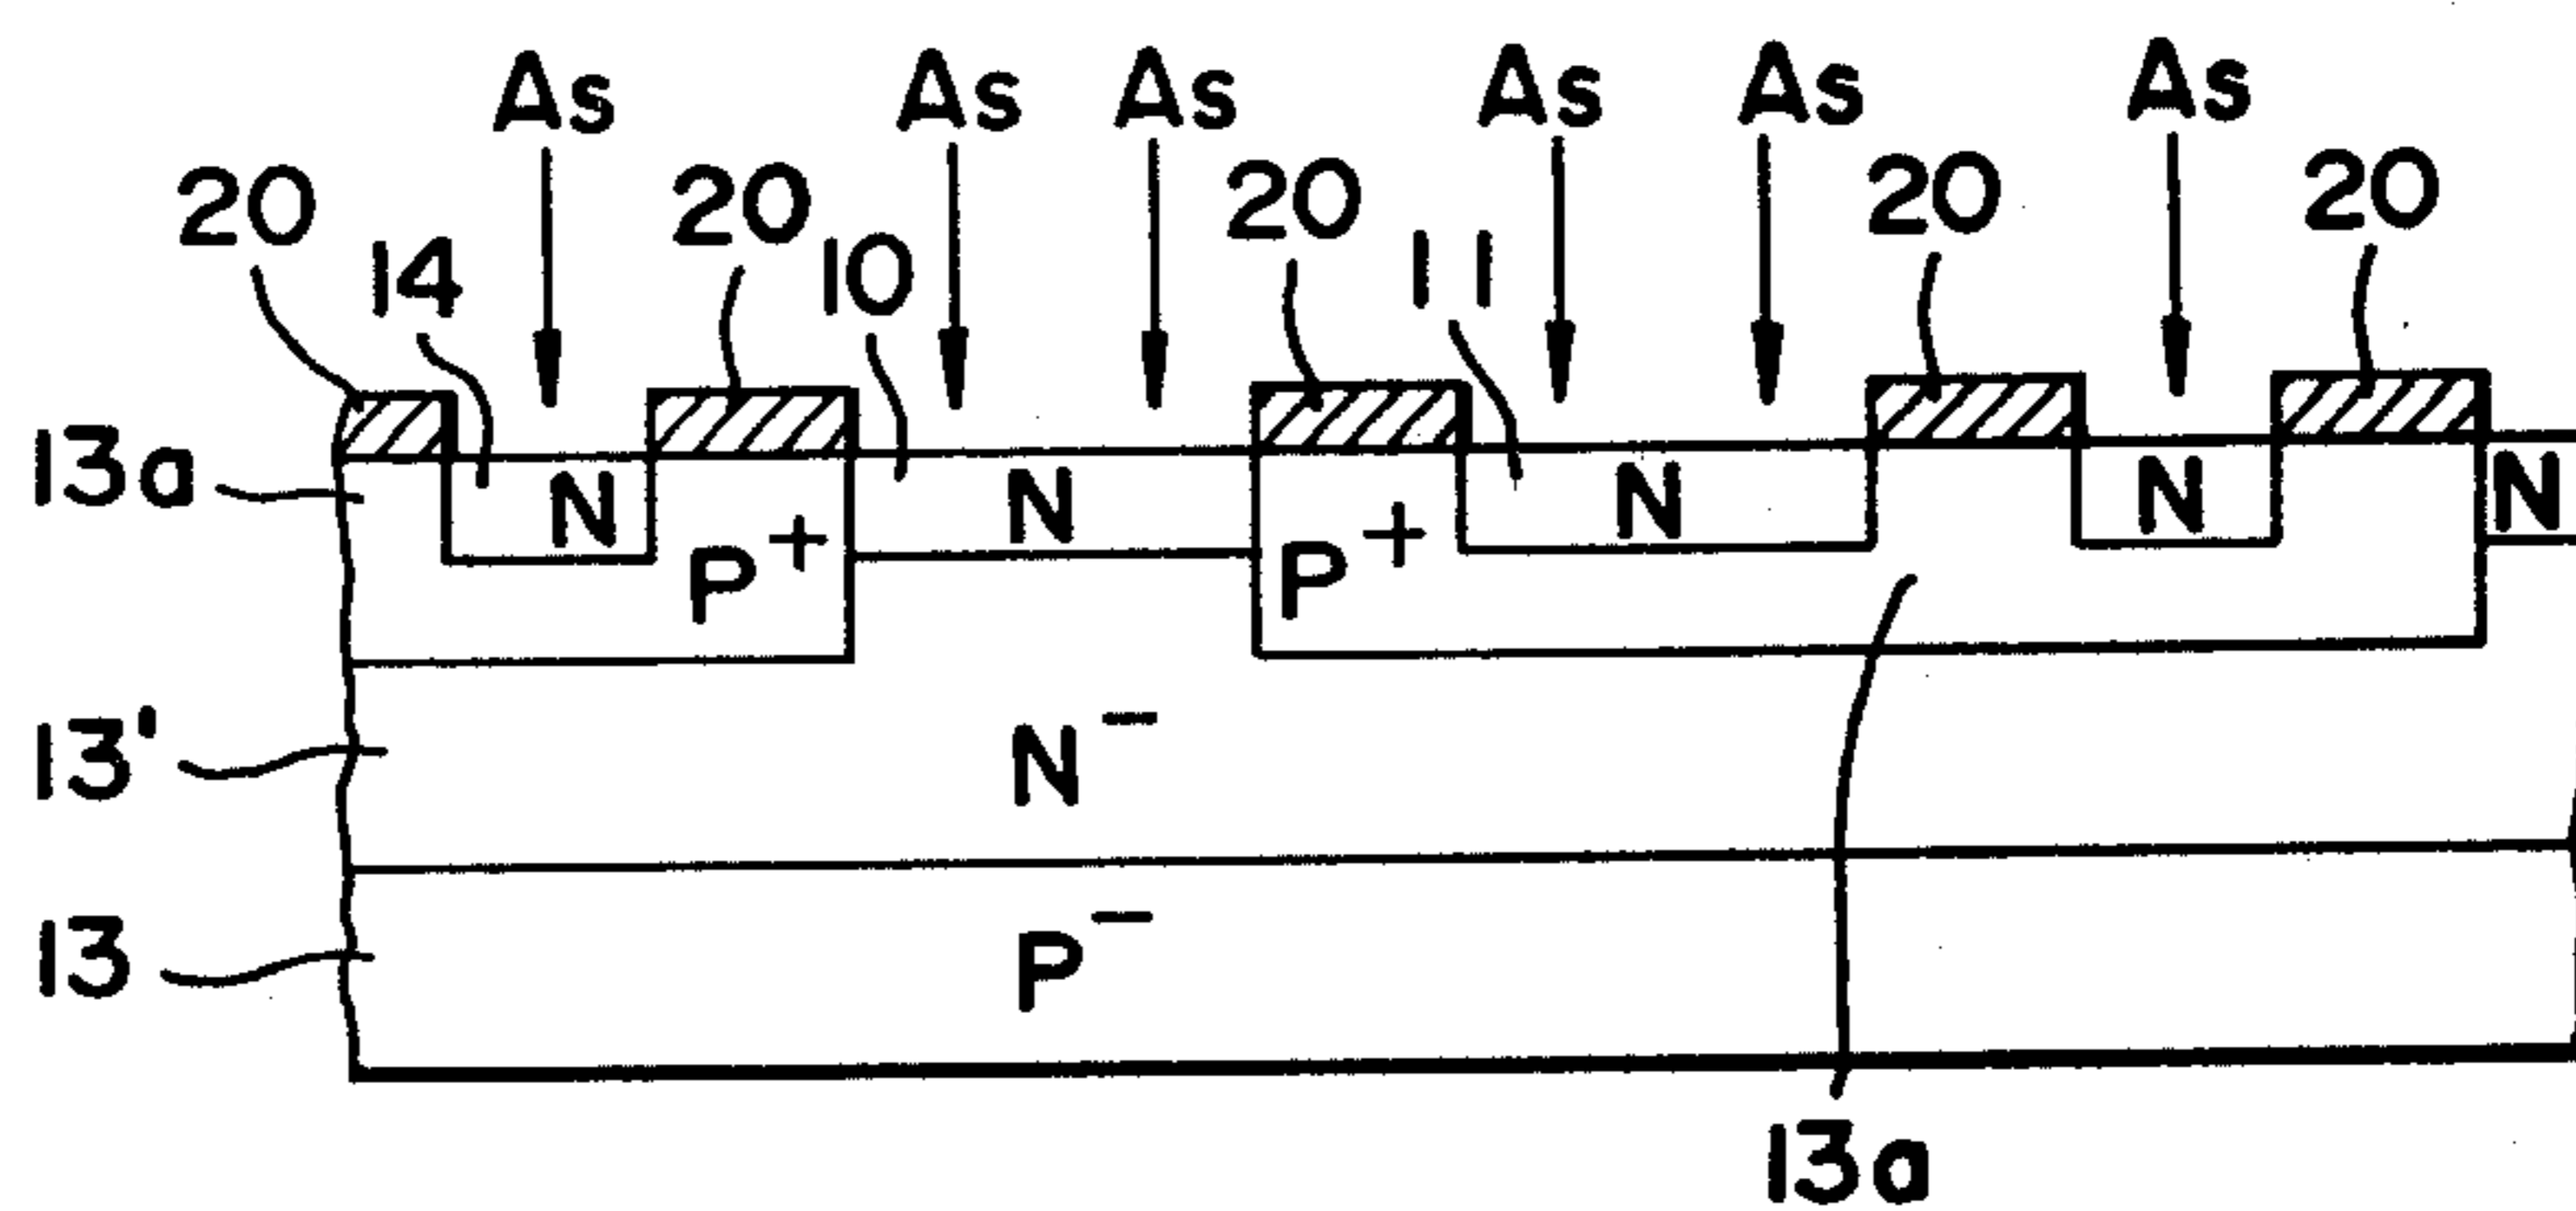 As As As As As As
20 20 20 20 20
14 10 11
13a N N N N N
P+ P+
13' N−
13 P−
13a